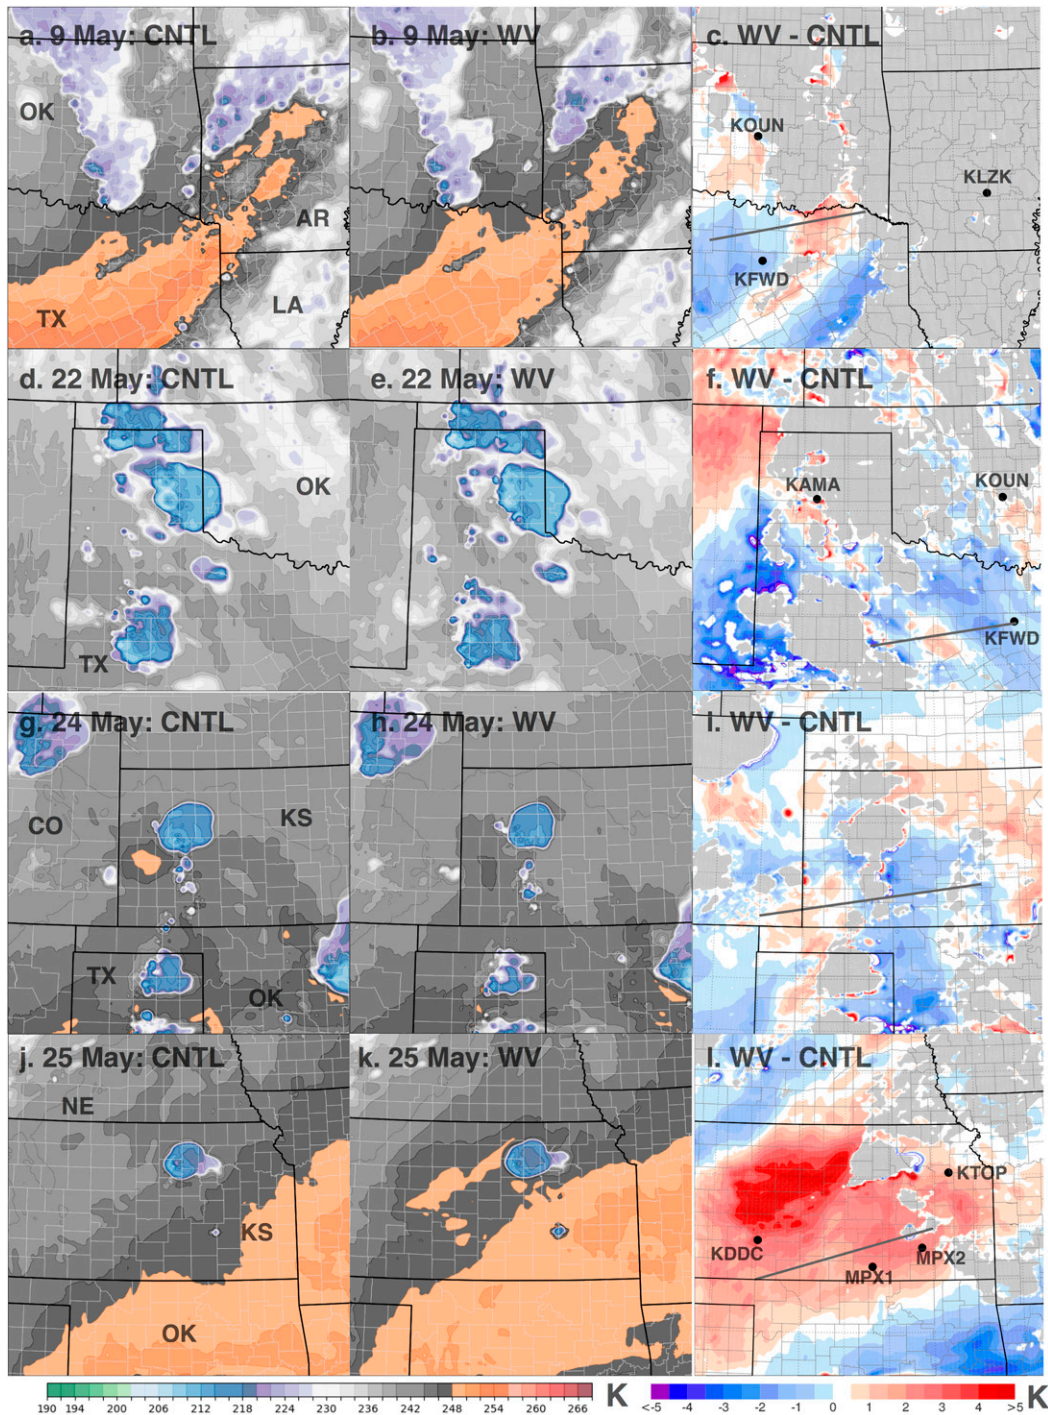 a. 9 May: CNTL
b. 9 May: WV
c. WV - CNTL
OK
KOUN
KLZK
AR
KFWD
TX
LA
d. 22 May: CNTL
e. 22 May: WV
f. WV - CNTL
OK
KAMA
KOUN
TX
KFWD
g. 24 May: CNTL
h. 24 May: WV
i. WV - CNTL
CO
KS
TX
OK
j. 25 May: CNTL
k. 25 May: WV
l. WV - CNTL
NE
KTOP
KS
KDDC
MPX2
MPX1
OK
190 194 200 206 212 218 224 230 236 242 248 254 260 266 K
<-5 -4 -3 -2 -1 0 1 2 3 4 >5 K